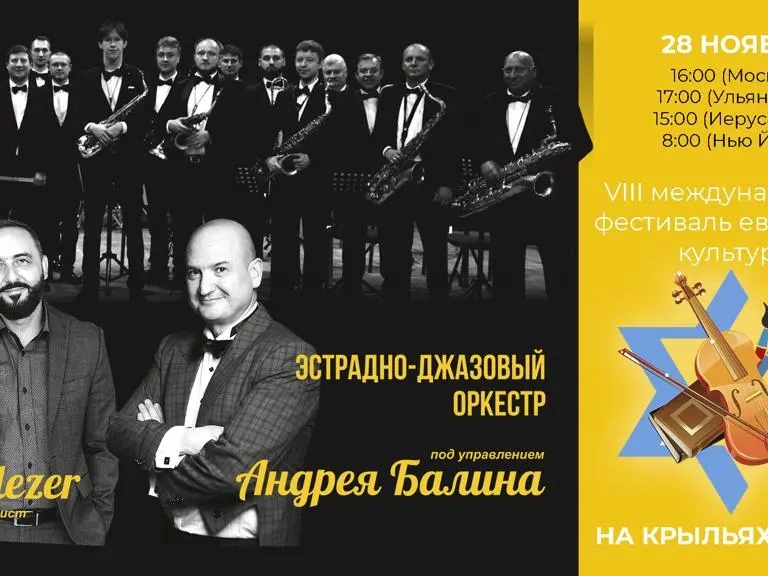 ЭСТРАДНО-ДЖАЗОВЫЙ
ОРКЕСТР
под управлением
Андрея Балина
28 НОЯБ
16:00 (Моск
17:00 (Ульян
15:00 (Иерус
8:00 (Нью Й
VIII междуна
фестиваль ев
культур
НА КРЫЛЬЯХ